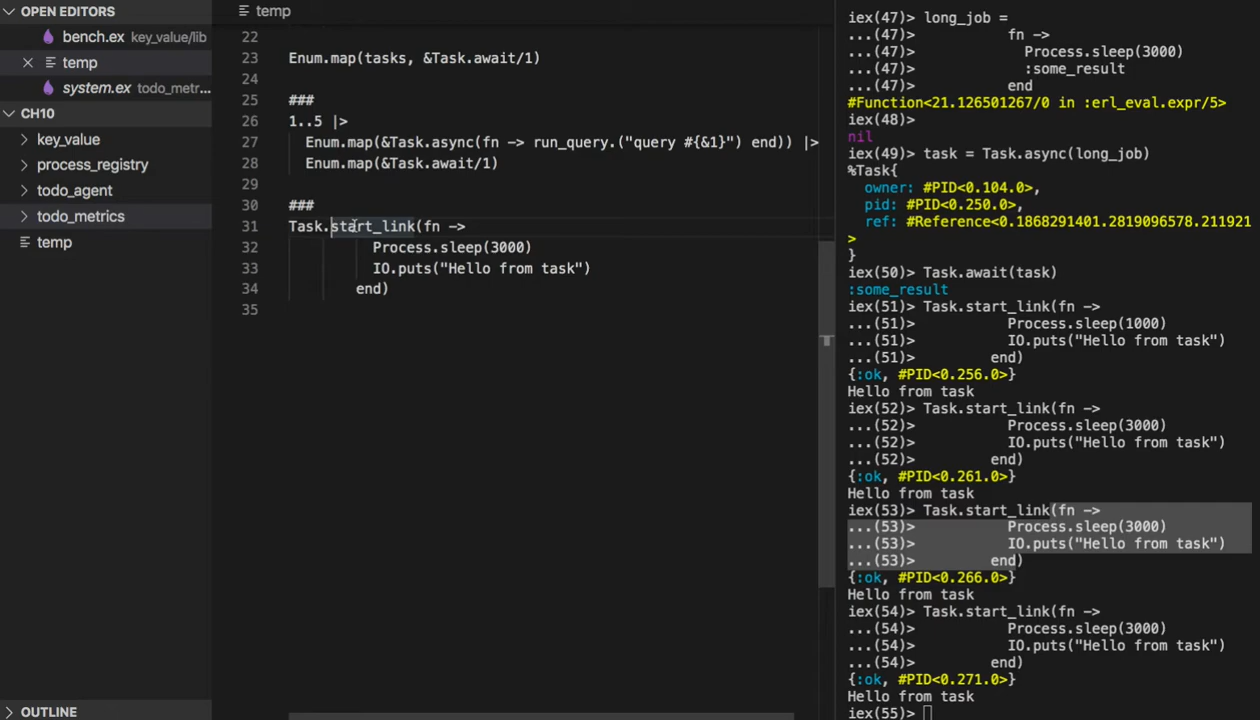 OPEN EDITORS
bench.ex key_value/lib
temp
system.ex todo_metr...
CH10
key_value
process_registry
todo_agent
todo_metrics
temp
OUTLINE
temp
22
23 Enum.map(tasks, &Task.await/1)
24
25 ###
26 1..5 |>
27 Enum.map(&Task.async(fn -> run_query.("query #{&1}") end)) |>
28 Enum.map(&Task.await/1)
29
30 ###
31 Task.start_link(fn ->
32 Process.sleep(3000)
33 IO.puts("Hello from task")
34 end)
35
iex(47)> long_job =
...(47)> fn ->
...(47)> Process.sleep(3000)
...(47)> :some_result
...(47)> end
#Function<21.126501267/0 in :erl_eval.expr/5>
iex(48)>
nil
iex(49)> task = Task.async(long_job)
%Task{
owner: #PID<0.104.0>,
pid: #PID<0.250.0>,
ref: #Reference<0.1868291401.2819096578.211921
>
}
iex(50)> Task.await(task)
:some_result
iex(51)> Task.start_link(fn ->
...(51)> Process.sleep(1000)
...(51)> IO.puts("Hello from task")
...(51)> end)
{:ok, #PID<0.256.0>}
Hello from task
iex(52)> Task.start_link(fn ->
...(52)> Process.sleep(3000)
...(52)> IO.puts("Hello from task")
...(52)> end)
{:ok, #PID<0.261.0>}
Hello from task
iex(53)> Task.start_link(fn ->
...(53)> Process.sleep(3000)
...(53)> IO.puts("Hello from task")
...(53)> end)
{:ok, #PID<0.266.0>}
Hello from task
iex(54)> Task.start_link(fn ->
...(54)> Process.sleep(3000)
...(54)> IO.puts("Hello from task")
...(54)> end)
{:ok, #PID<0.271.0>}
Hello from task
iex(55)>